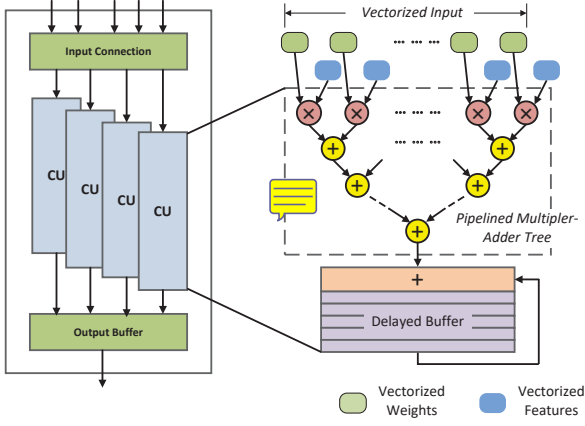 Input Connection
CU
CU
CU
CU
Output Buffer
Vectorized Input
... ...
... ...
×
×
... ...
... ...
×
×
+
... ...
... ...
+
+
+
+
Pipelined Multipler-
Adder Tree
+
Delayed Buffer
Vectorized
Weights
Vectorized
Features